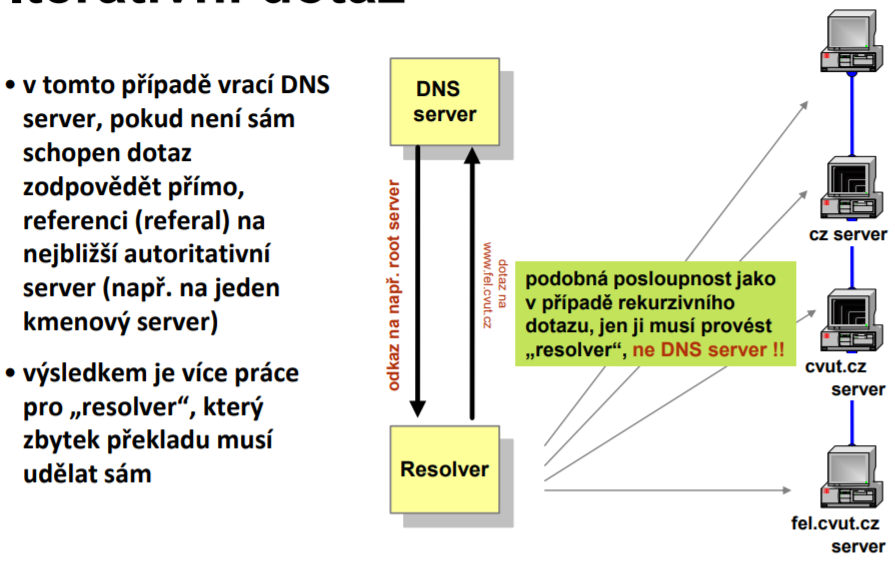 • v tomto případě vrací DNS
server, pokud není sám
schopen dotaz
zodpovědět přímo,
referenci (referal) na
nejbližší autoritativní
server (např. na jeden
kmenový server)
• výsledkem je více práce
pro „resolver“, který
zbytek překladu musí
udělat sám
DNS
server
odkaz na např. root server
dotaz na
www.fel.cvut.cz
Resolver
podobná posloupnost jako
v případě rekurzivního
dotazu, jen ji musí provést
„resolver“, ne DNS server !!
cz server
cvut.cz
server
fel.cvut.cz
server